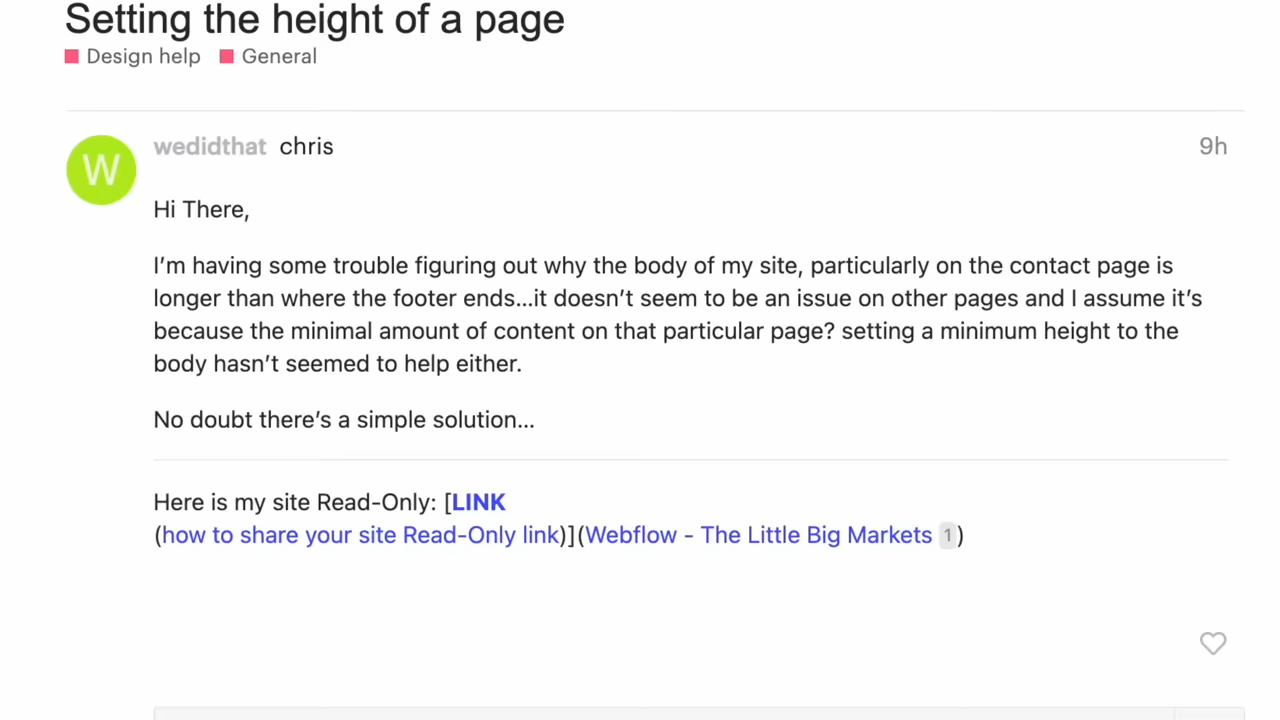 Setting the height of a page
Design help General
W
wedidthat chris 9h
Hi There,
I’m having some trouble figuring out why the body of my site, particularly on the contact page is
longer than where the footer ends...it doesn’t seem to be an issue on other pages and I assume it’s
because the minimal amount of content on that particular page? setting a minimum height to the
body hasn’t seemed to help either.
No doubt there’s a simple solution...
Here is my site Read-Only: [LINK
(how to share your site Read-Only link)](Webflow - The Little Big Markets 1)